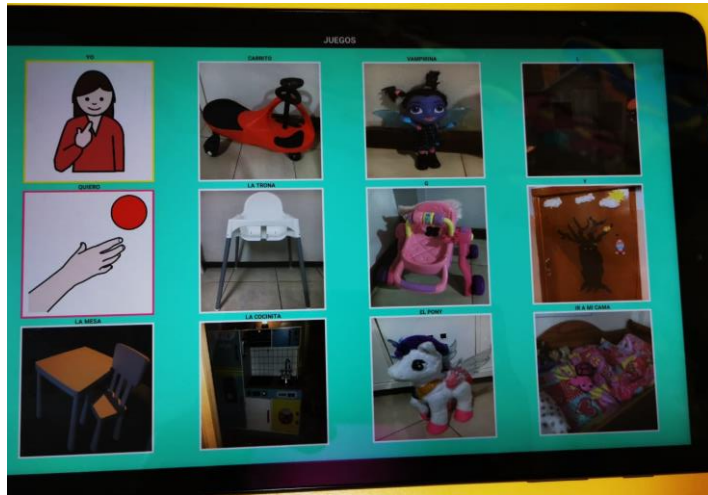 JUEGOS
YO
CARRITO
VAMPIRINA
QUIERO
LA TRONA
G
LA MESA
LA COCINITA
EL PONY
IR A MI CAMA